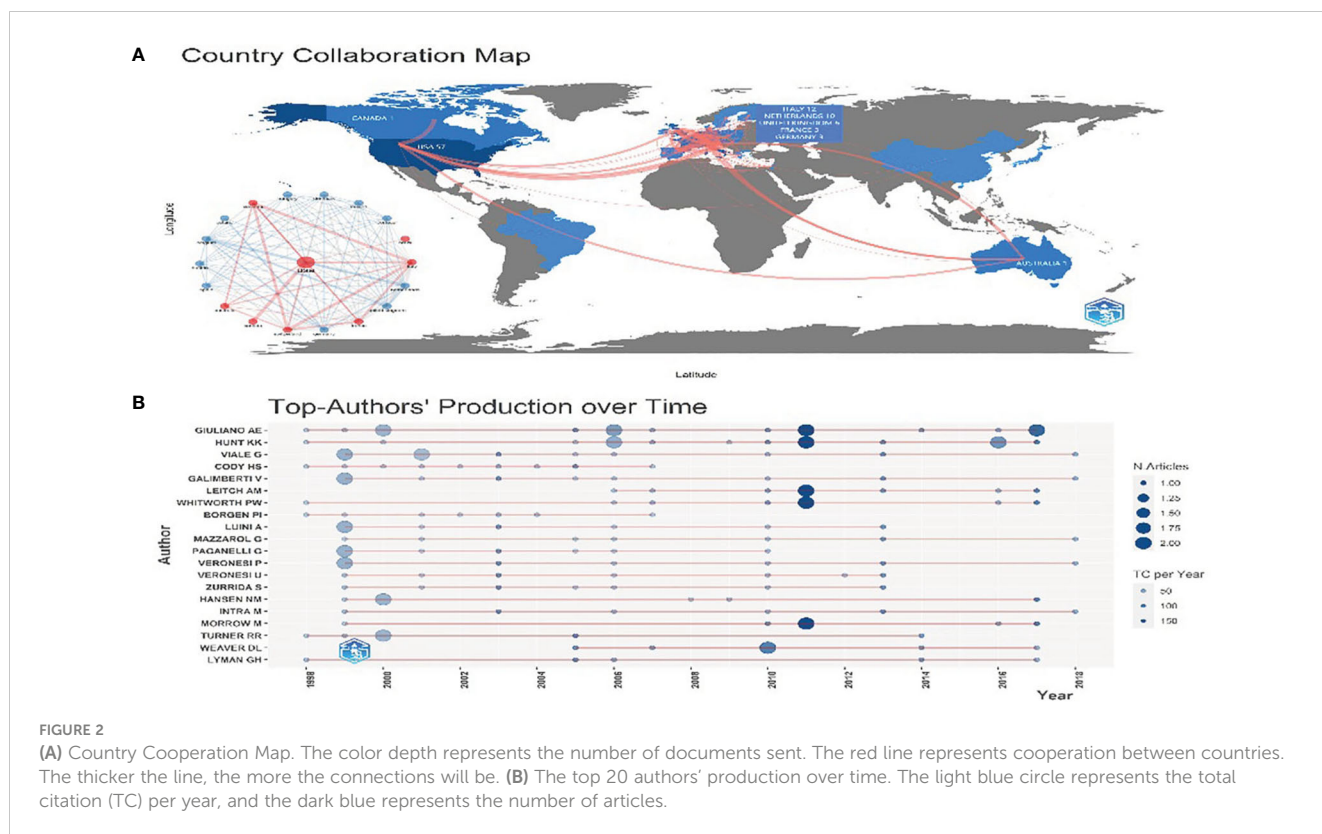 A
Country Collaboration Map
CANADA 1
USA 57
ITALY 12
NETHERLANDS 10
UNITED KINGDOM
FRANCE 3
GERMANY 3
AUSTRALIA 1
Longitude
Latitude
B
Top-Authors' Production over Time
GIULIANO AE
HUNT KK
VIALE G
CODY HS
GALIMBERTI V
LEITCH AM
WHITWORTH PW
BORGEN PI
LUINI A
MAZZAROL G
PAGANELLI G
VERONESI P
VERONESI U
ZURRIDA S
HANSEN NM
INTRA M
MORROW M
TURNER RR
WEAVER DL
LYMAN GH
Author
1998
2000
2002
2004
2006
2008
2010
2012
2014
2016
2018
Year
N.Articles
1.00
1.25
1.50
1.75
2.00
TC per Year
50
100
150
FIGURE 2
(A) Country Cooperation Map. The color depth represents the number of documents sent. The red line represents cooperation between countries.
The thicker the line, the more the connections will be. (B) The top 20 authors' production over time. The light blue circle represents the total
citation (TC) per year, and the dark blue represents the number of articles.